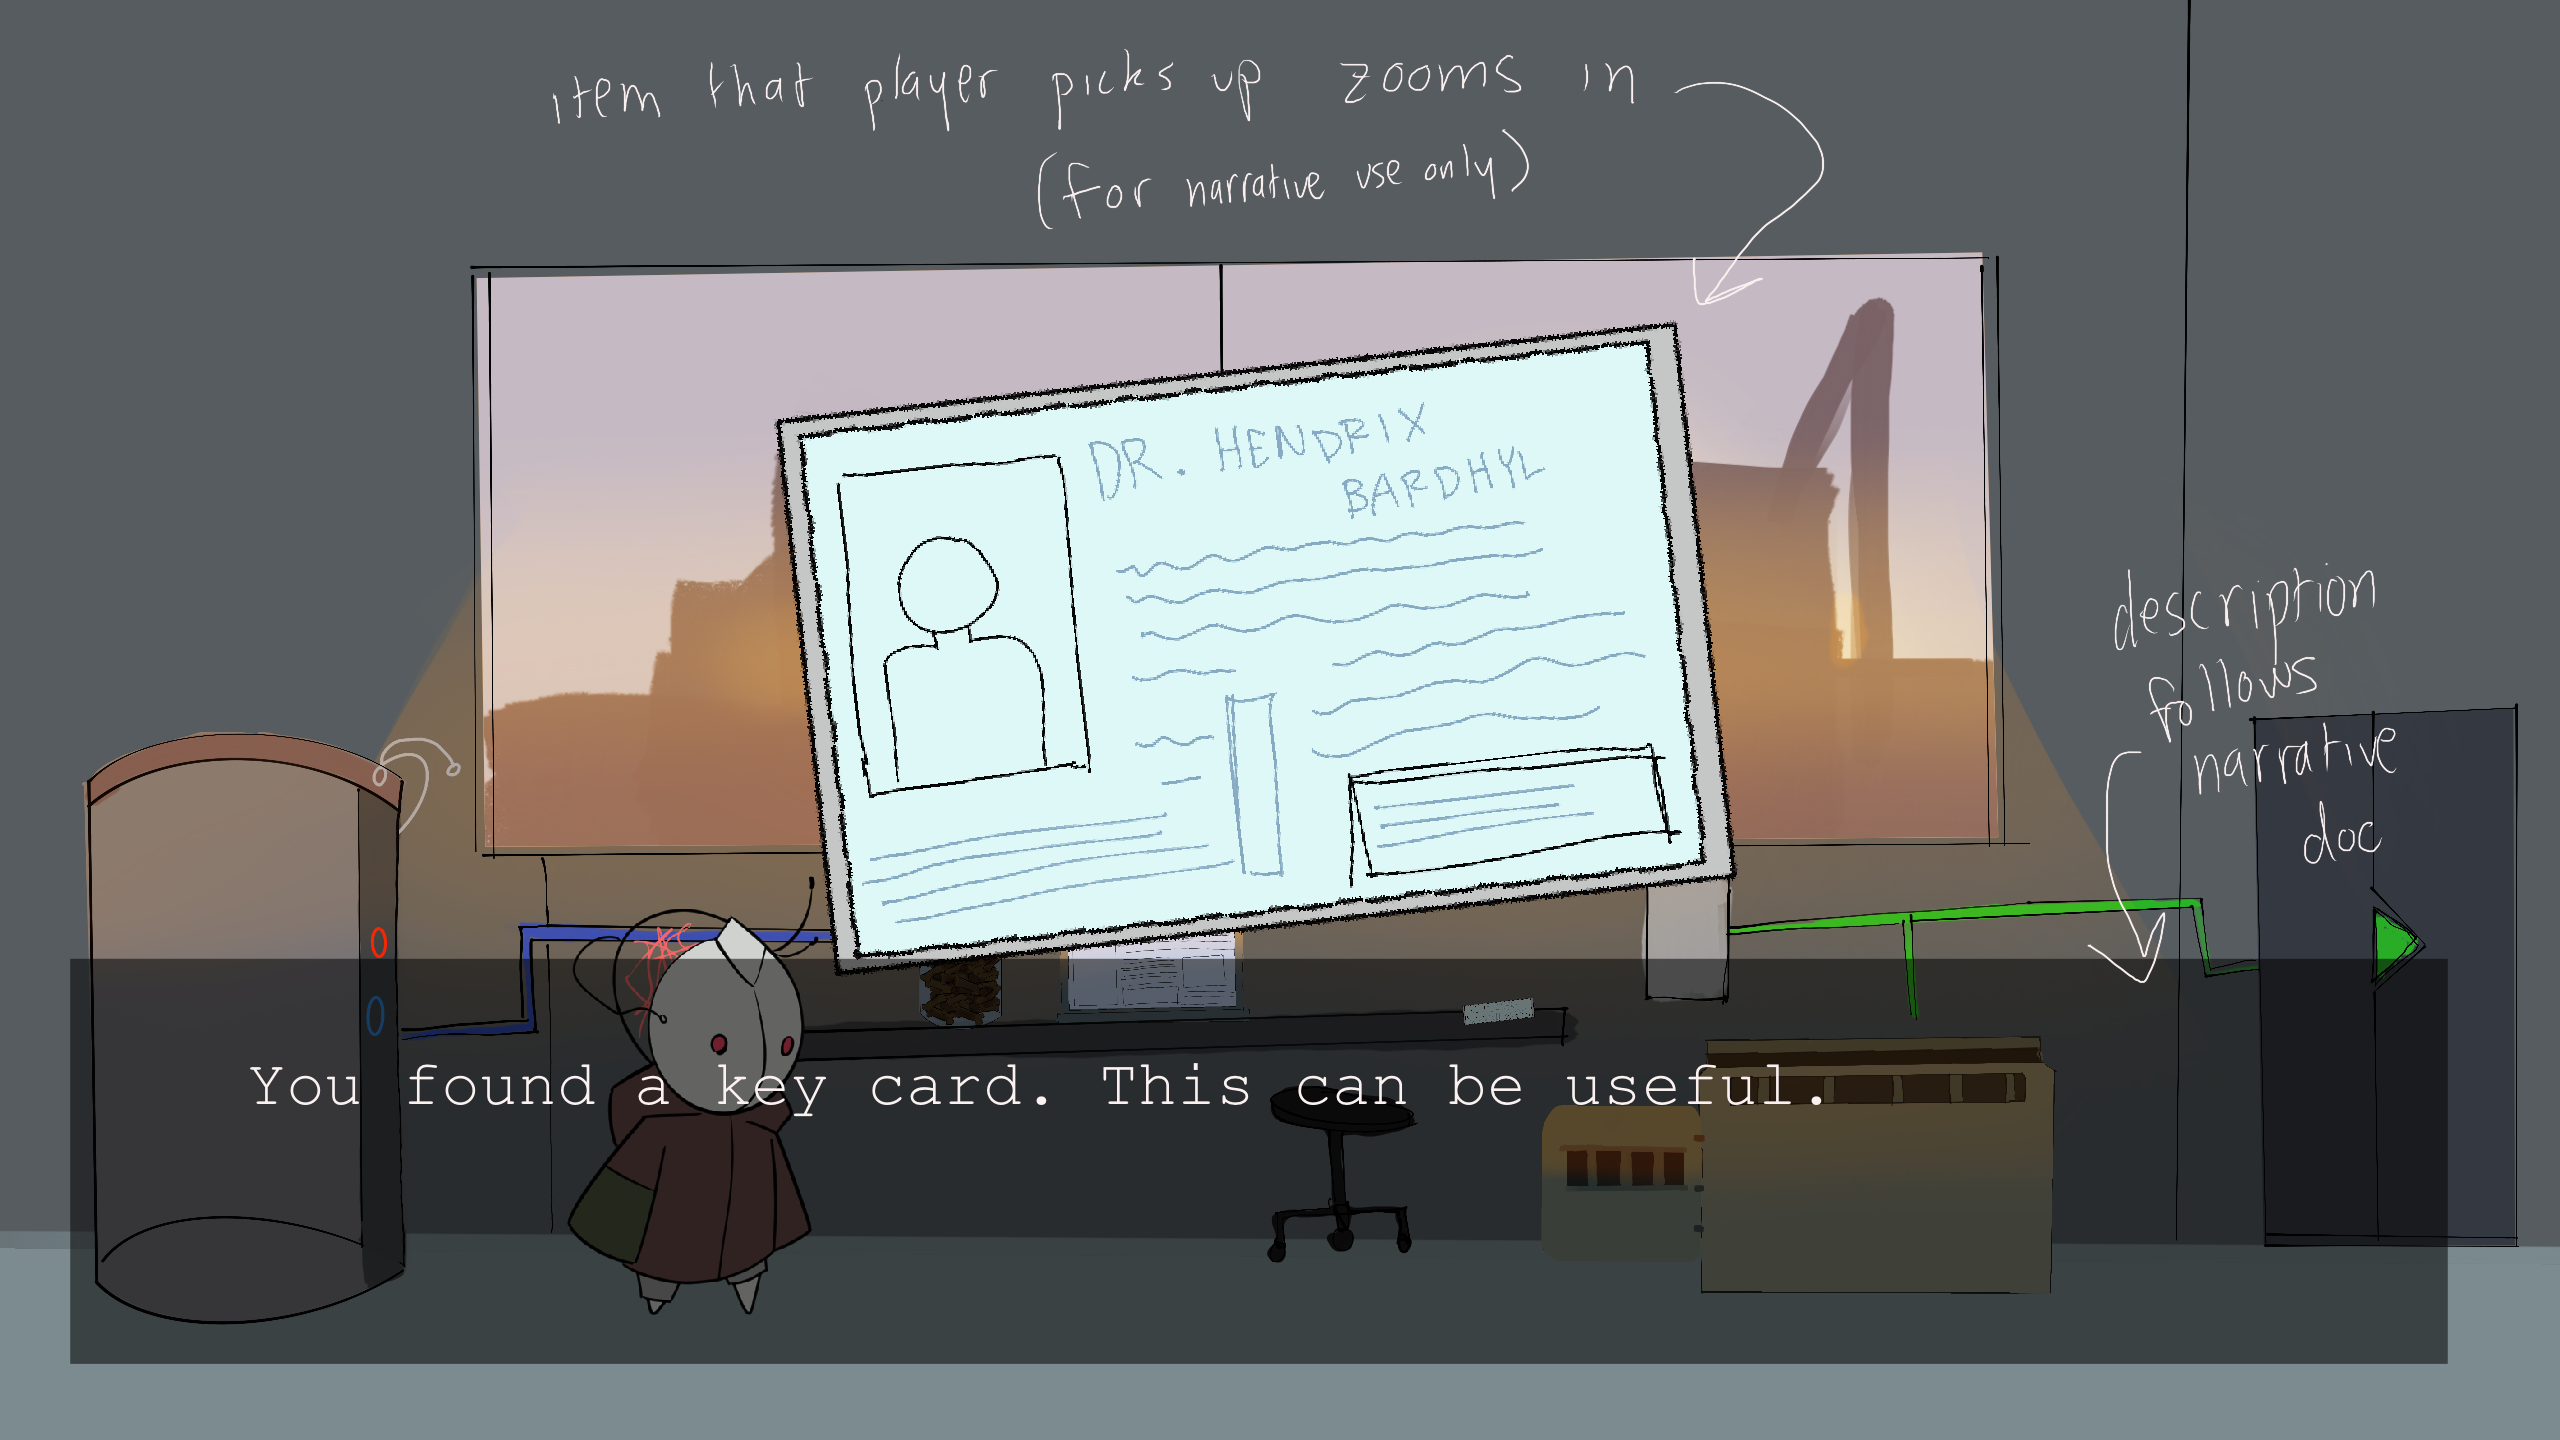 item that player picks up zooms in
(for narrative use only)
DR. HENDRIX
BARDHYL
description
follows
narrative
doc
You found a key card. This can be useful.